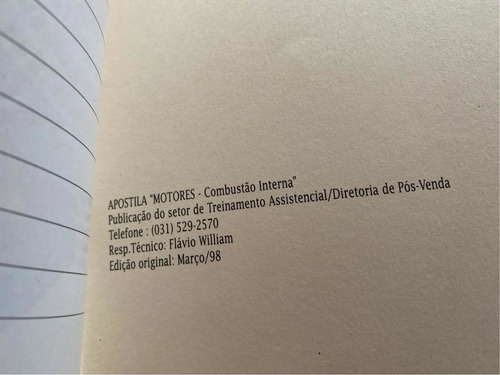 APOSTILA "MOTORES - Combustão Interna"
Publicação do setor de Treinamento Assistencial/Diretoria de Pós-Venda
Telefone : (031) 529-2570
Resp.Técnico: Flávio William
Edição original: Março/98